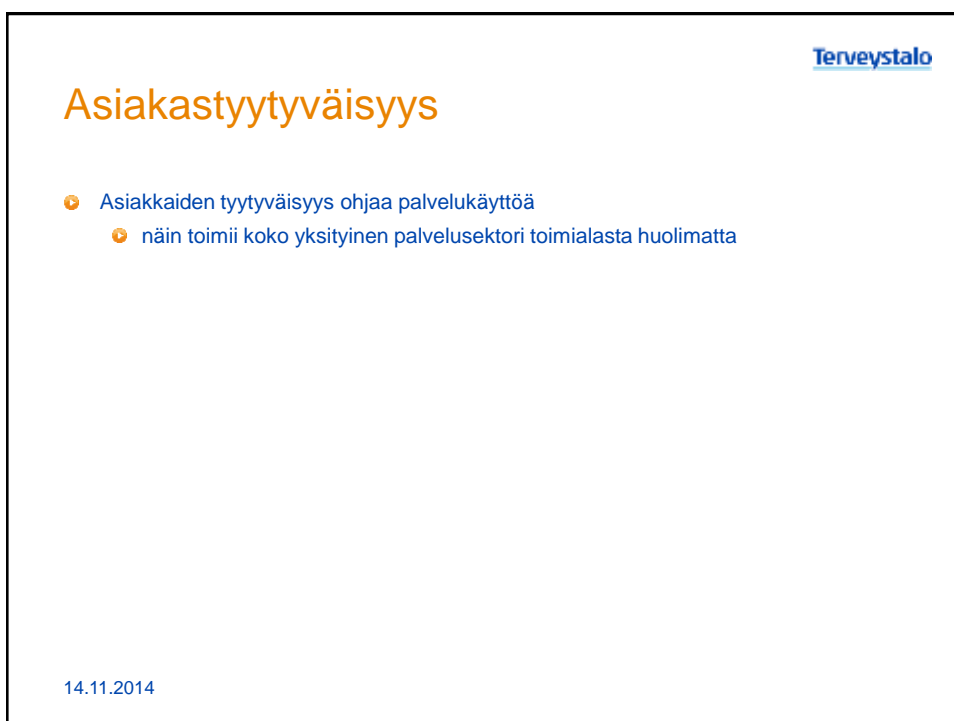 Terveystalo
Asiakastyytyväisyys
Asiakkaiden tyytyväisyys ohjaa palvelukäyttöä
näin toimii koko yksityinen palvelusektori toimialasta huolimatta
14.11.2014